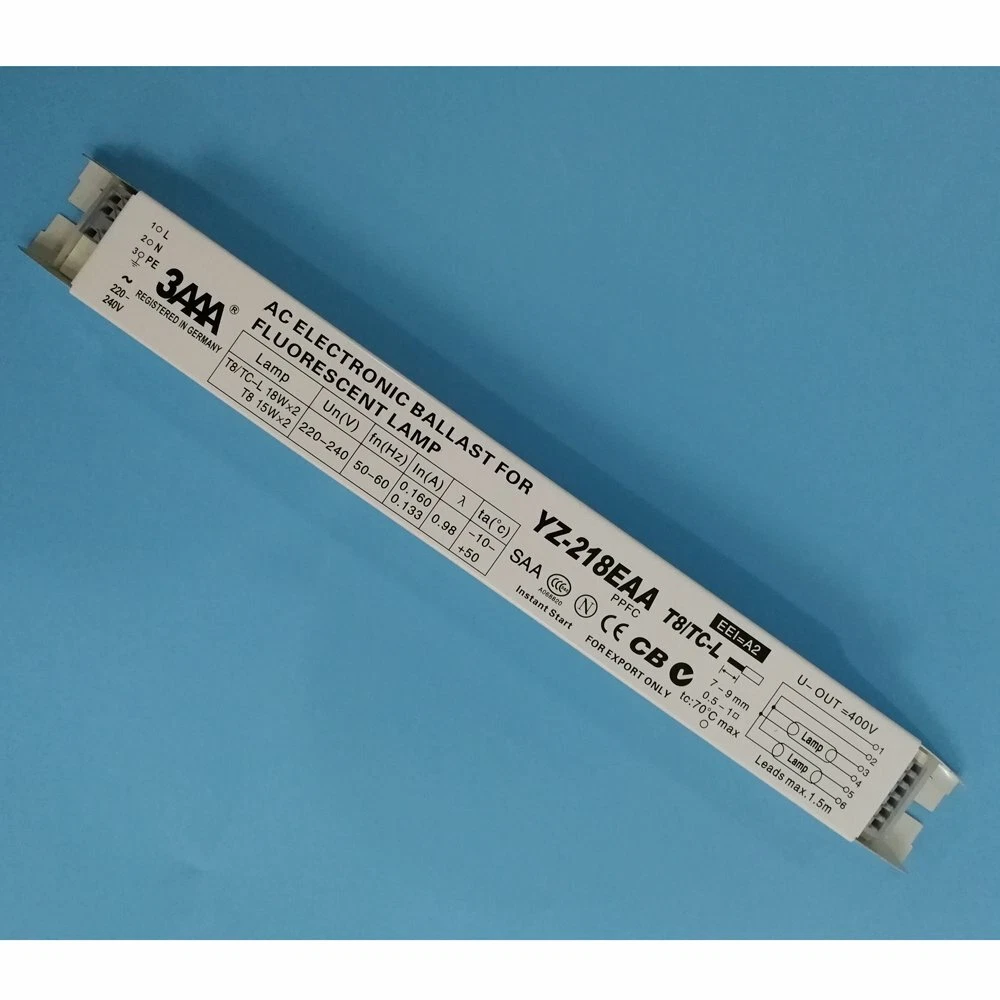 1 L
2 N
3 PE
~
220-
240V
3AAA®
REGISTERED IN GERMANY
AC ELECTRONIC BALLAST FOR
FLUORESCENT LAMP
Lamp Un(V) fn(Hz) In(A) λ ta(℃)
T8/TC-L 18W×2 220-240 50-60 0.160 0.98 -10~
T8 15W×2 0.133 +50
YZ-218EAA T8/TC-L
SAA PPFC
A068820
N CE CB
Instant Start
FOR EXPORT ONLY
EEI=A2
7-9mm
0.5-1□
tc:70℃ max
U- OUT =400V
1
2
Lamp 3
4
Lamp 5
6
Leads max.1.5m